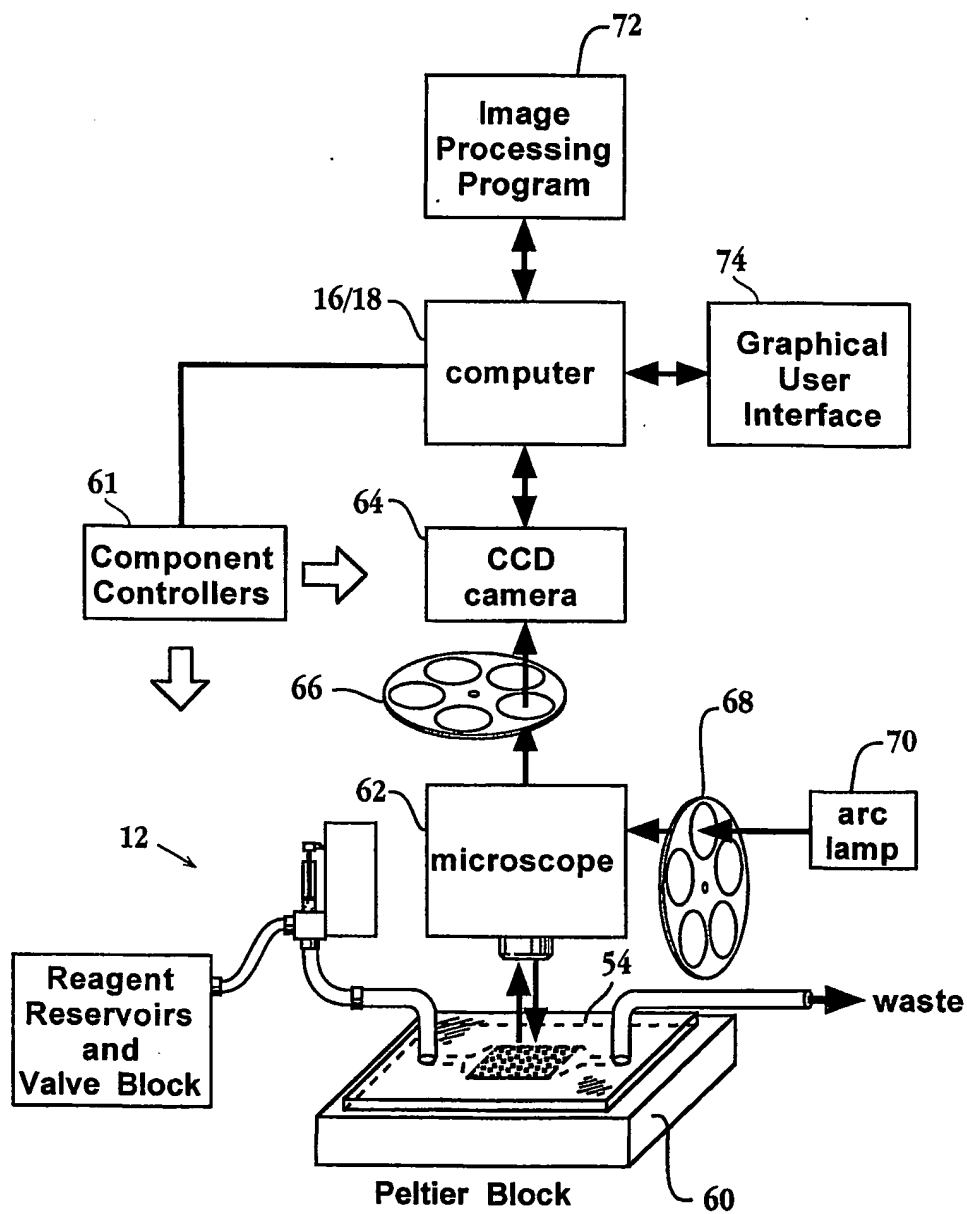 72
Image
Processing
Program
74
16/18
computer
Graphical
User
Interface
61
64
Component
Controllers
CCD
camera
66
68
70
62
arc
lamp
12
microscope
54
Reagent
Reservoirs
and
Valve Block
waste
Peltier Block
60